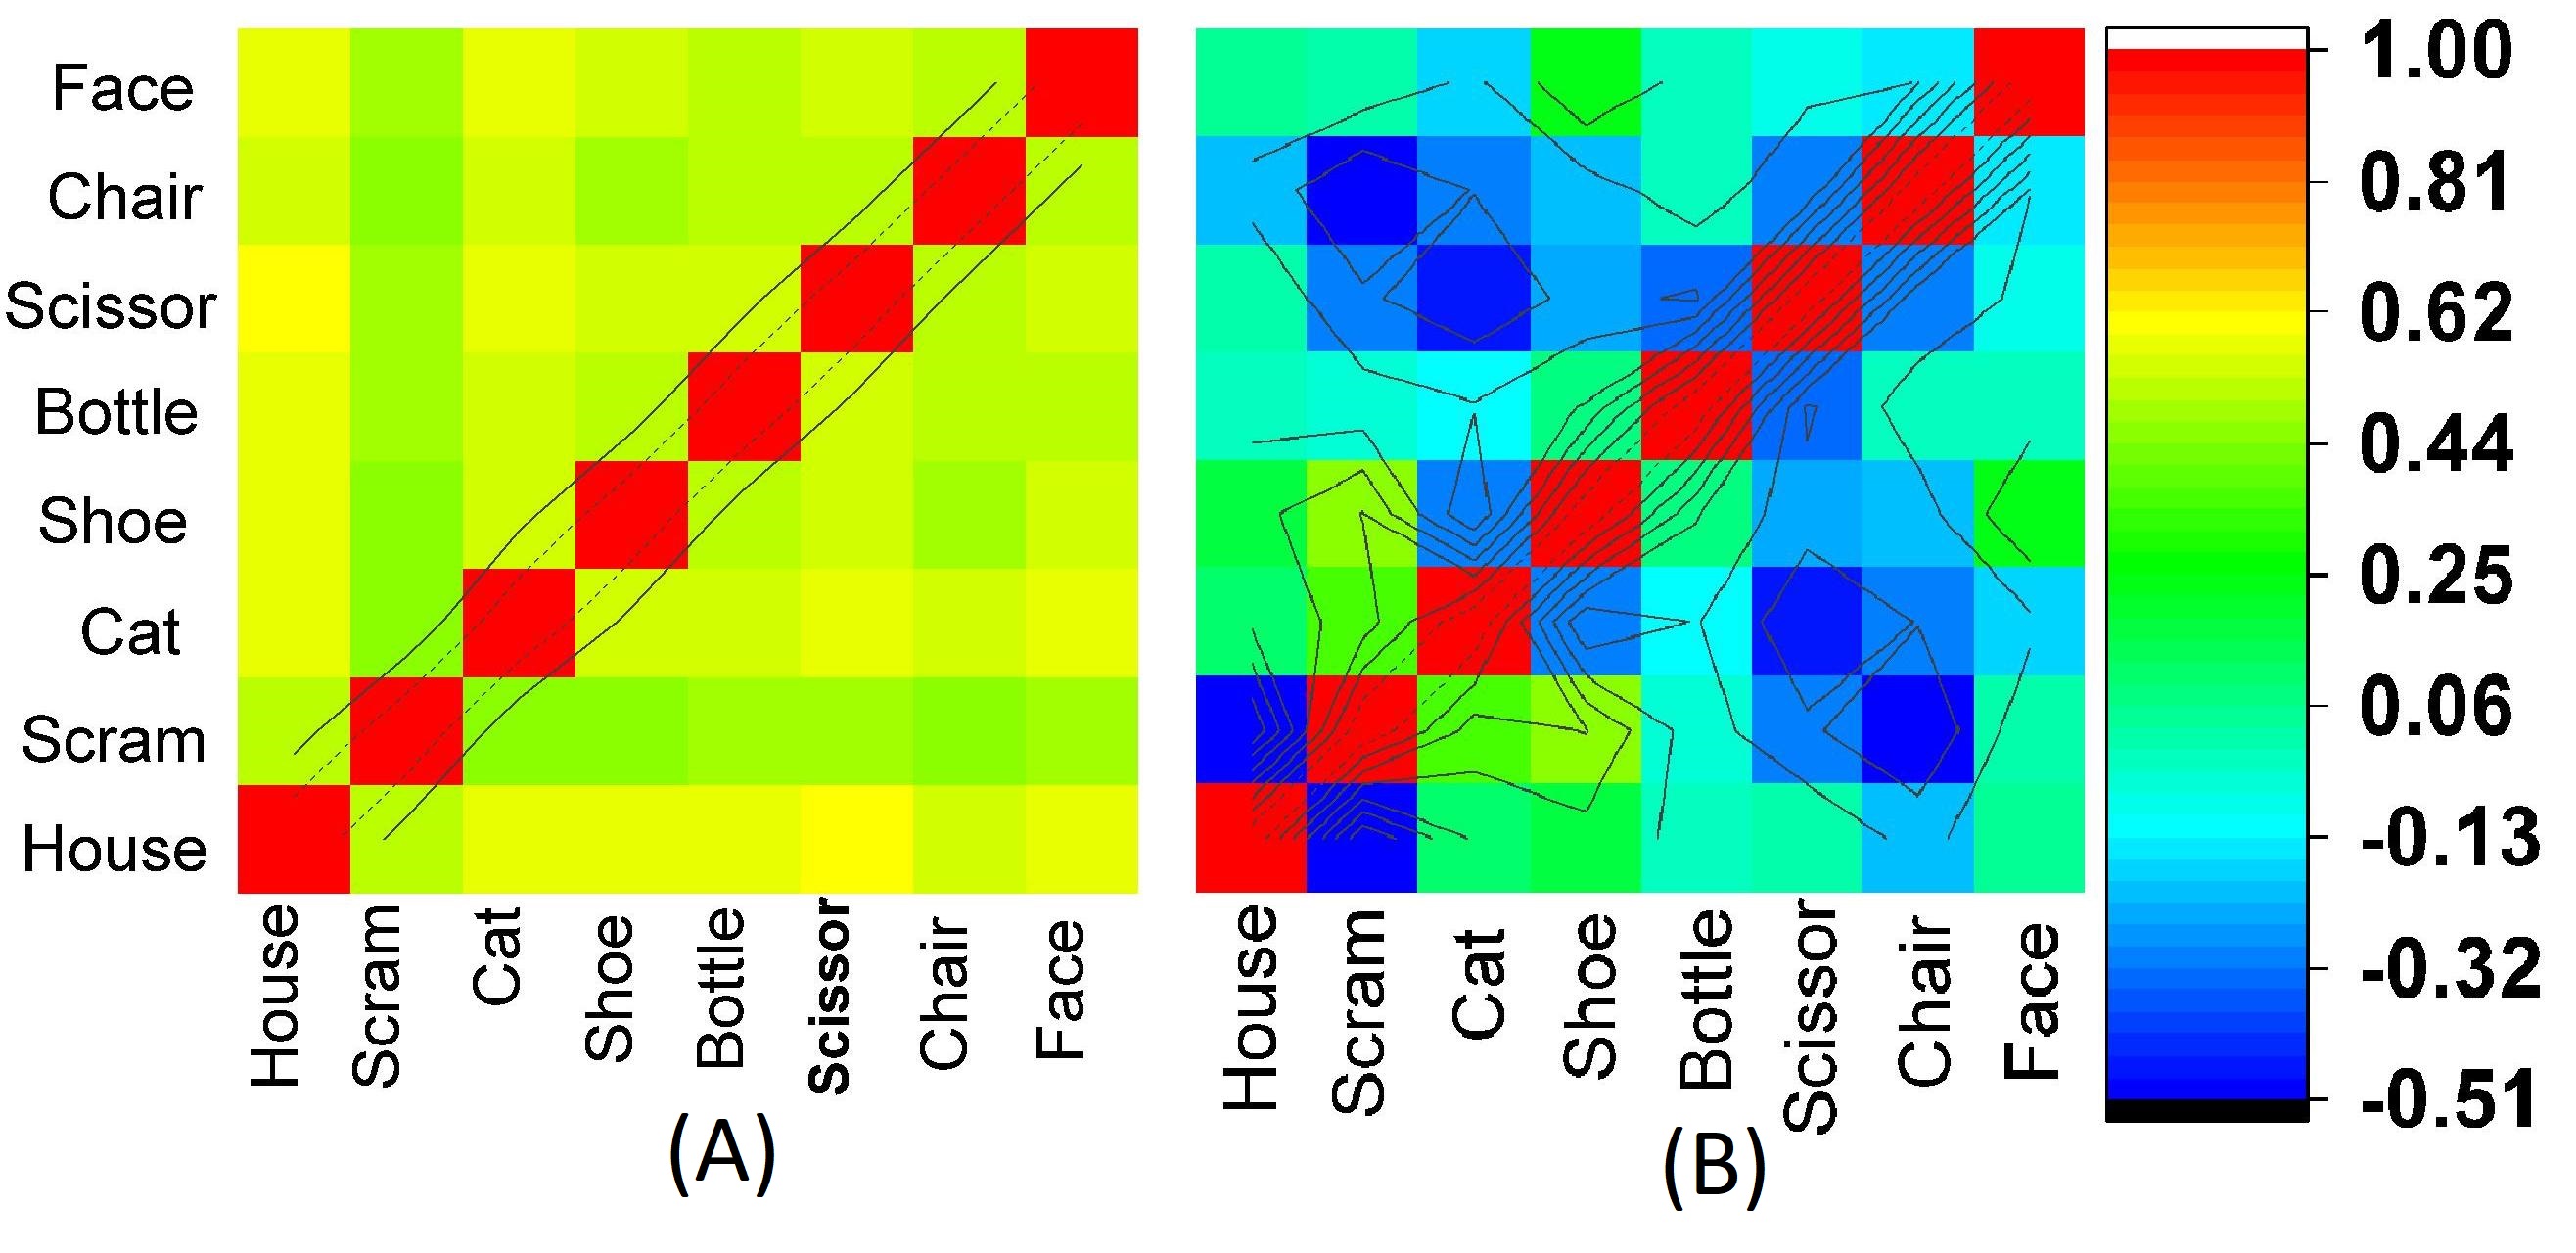 Face
Chair
Scissor
Bottle
Shoe
Cat
Scram
House
House
Scram
Cat
Shoe
Bottle
Scissor
Chair
Face
(A)
House
Scram
Cat
Shoe
Bottle
Scissor
Chair
Face
(B)
1.00
0.81
0.62
0.44
0.25
0.06
-0.13
-0.32
-0.51